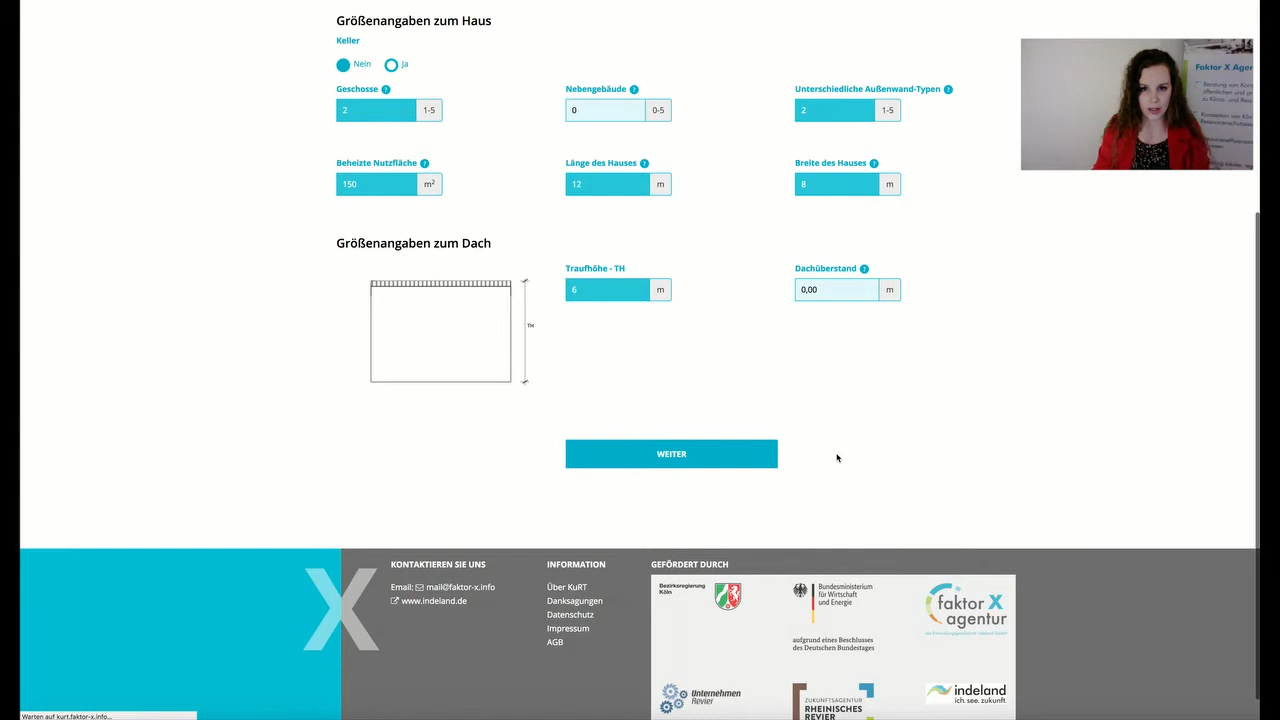 Größenangaben zum Haus
Keller
Nein
Ja
Geschosse ?
Nebengebäude ?
Unterschiedliche Außenwand-Typen ?
2 1-5
0 0-5
2 1-5
Beheizte Nutzfläche ?
Länge des Hauses ?
Breite des Hauses ?
150 m²
12 m
8 m
Größenangaben zum Dach
Traufhöhe - TH
Dachüberstand ?
6 m
0,00 m
TH
WEITER
KONTAKTIEREN SIE UNS
Email: mail@faktor-x.info
www.indeland.de
INFORMATION
Über KuRT
Danksagungen
Datenschutz
Impressum
AGB
GEFÖRDERT DURCH
Bezirksregierung
Köln
Bundesministerium
für Wirtschaft
und Energie
aufgrund eines Beschlusses
des Deutschen Bundestages
faktor X
agentur
Unternehmen
Revier
ZUKUNFTSAGENTUR
RHEINISCHES
REVIER
indeland
ich. see. zukunft.
Warten auf kurt.faktor-x.info...
Faktor X Agen